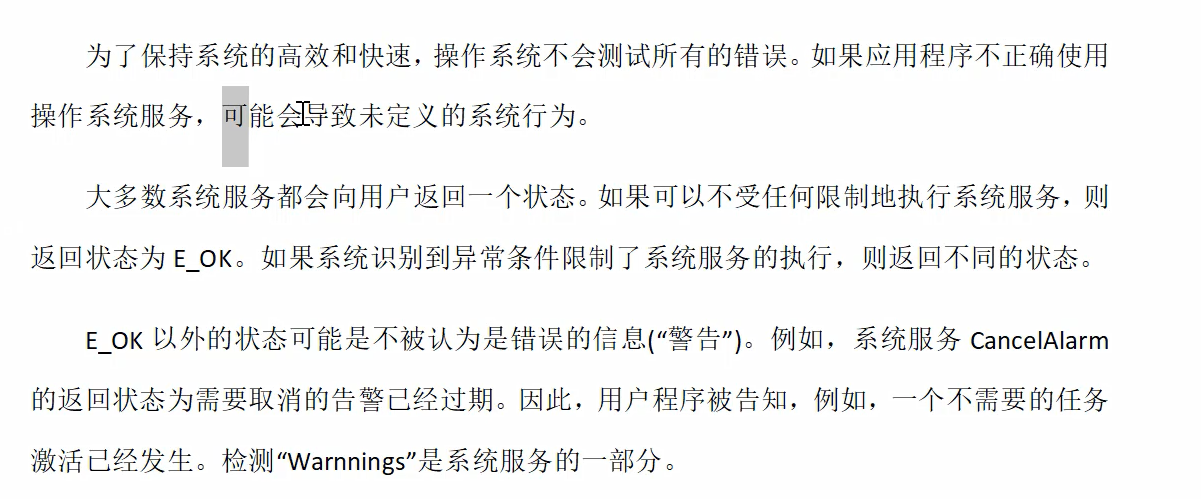 为了保持系统的高效和快速，操作系统不会测试所有的错误。如果应用程序不正确使用
操作系统服务，可能会导致未定义的系统行为。
大多数系统服务都会向用户返回一个状态。如果可以不受任何限制地执行系统服务，则
返回状态为 E_OK。如果系统识别到异常条件限制了系统服务的执行，则返回不同的状态。
E_OK 以外的状态可能是不被认为是错误的信息(“警告”)。例如，系统服务 CancelAlarm
的返回状态为需要取消的告警已经过期。因此，用户程序被告知，例如，一个不需要的任务
激活已经发生。检测“Warnnings”是系统服务的一部分。